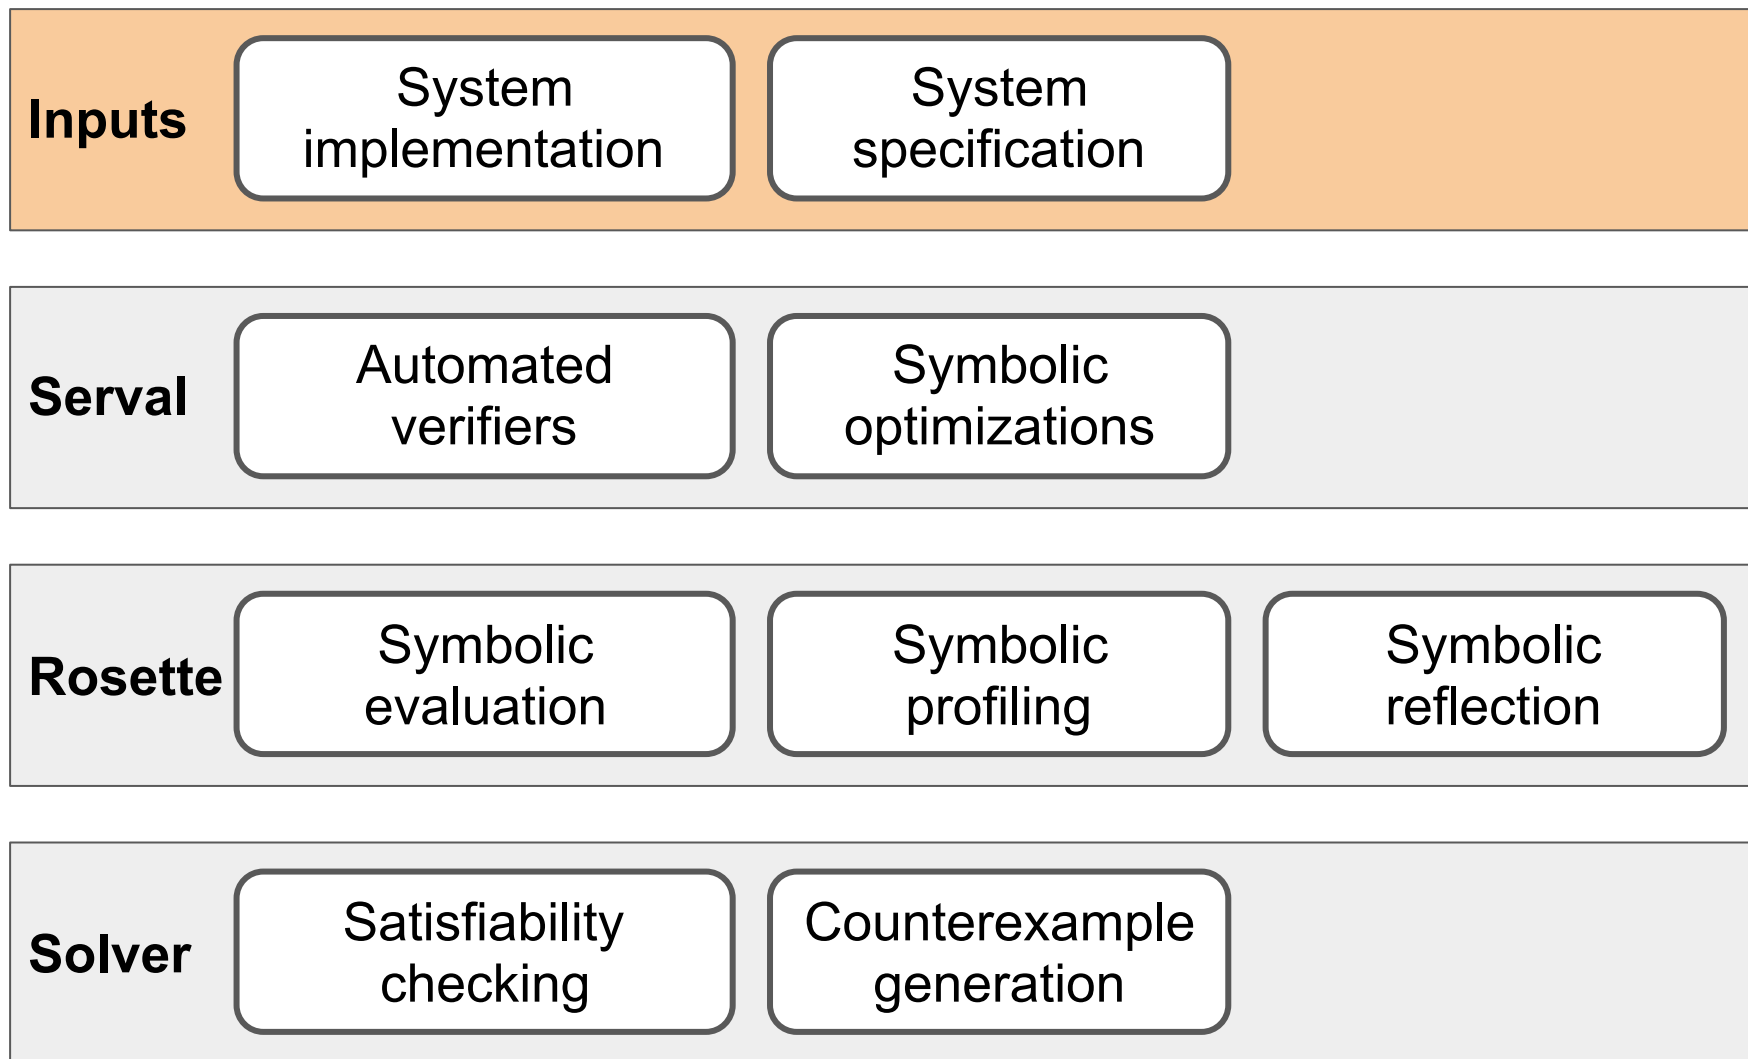 Inputs
System
implementation
System
specification
Serval
Automated
verifiers
Symbolic
optimizations
Rosette
Symbolic
evaluation
Symbolic
profiling
Symbolic
reflection
Solver
Satisfiability
checking
Counterexample
generation